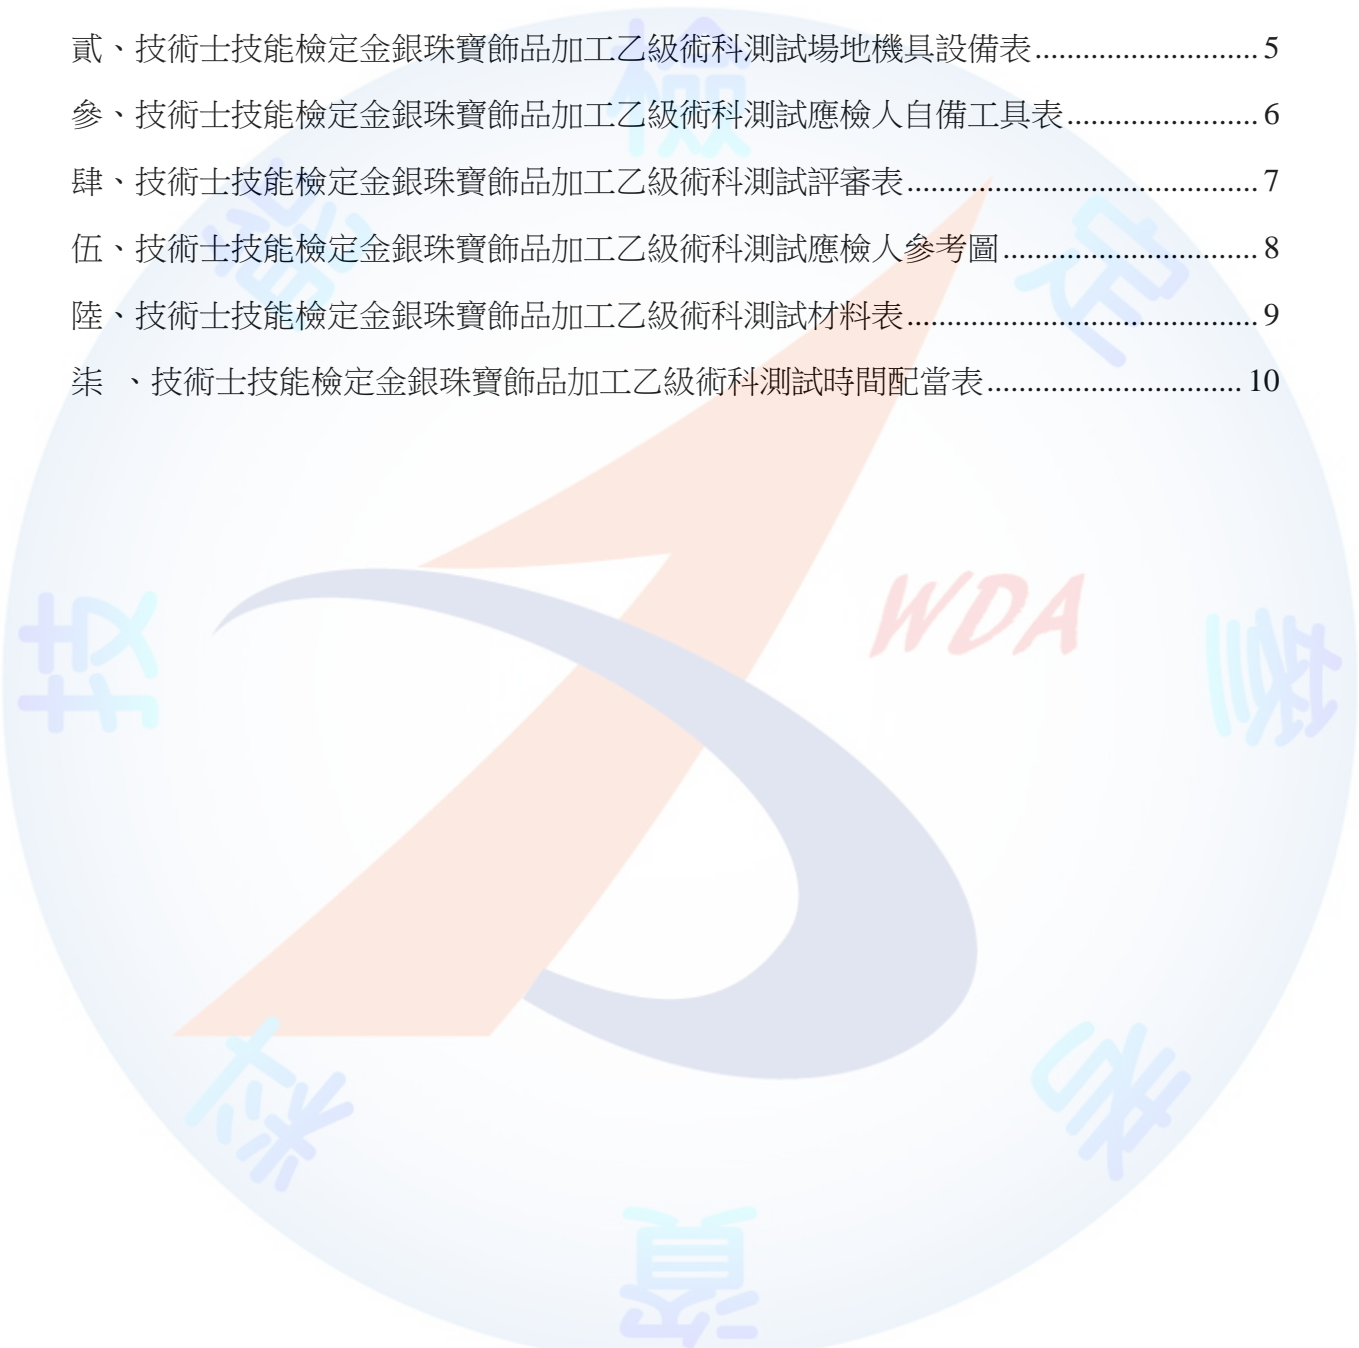 貳、技術士技能檢定金銀珠寶飾品加工乙級術科測試場地機具設備表............................ 5
參、技術士技能檢定金銀珠寶飾品加工乙級術科測試應檢人自備工具表........................ 6
肆、技術士技能檢定金銀珠寶飾品加工乙級術科測試評審表............................................ 7
伍、技術士技能檢定金銀珠寶飾品加工乙級術科測試應檢人參考圖................................ 8
陸、技術士技能檢定金銀珠寶飾品加工乙級術科測試材料表............................................ 9
柒 、技術士技能檢定金銀珠寶飾品加工乙級術科測試時間配當表................................ 10
WDA
技能檢定參考資料